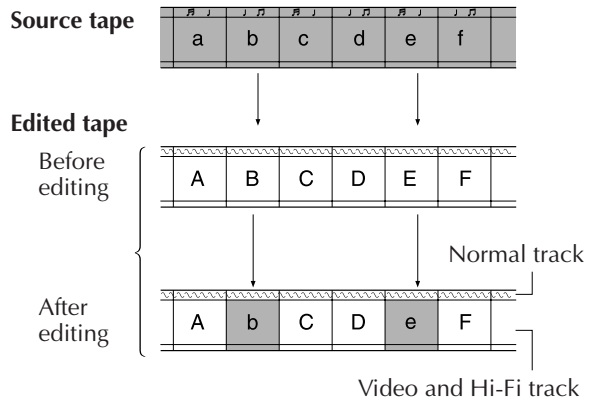 Source tape
a b c d e f
Edited tape
Before
editing
A B C D E F
Normal track
After
editing
A b C D e F
Video and Hi-Fi track